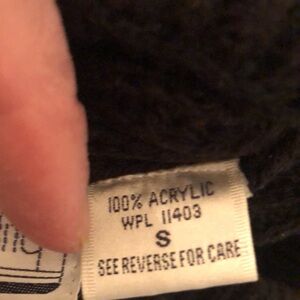 100% ACRYLIC
WPL 11403
S
SEE REVERSE FOR CARE